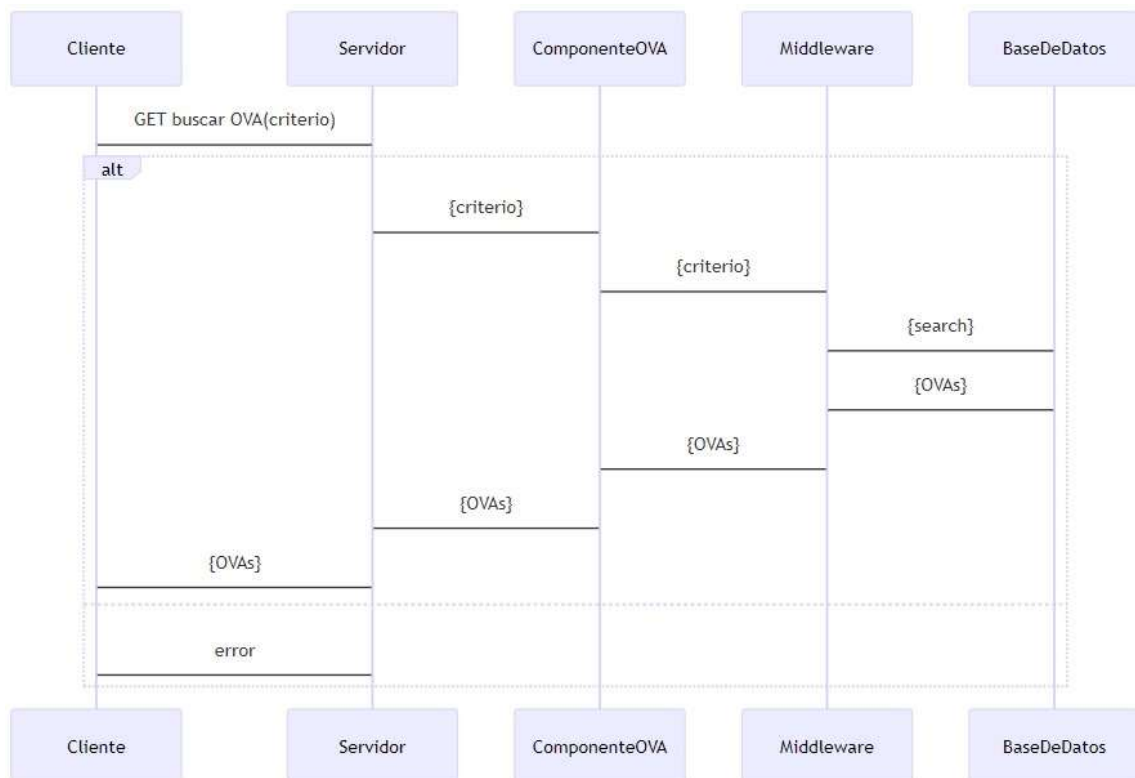 Cliente
Servidor
ComponenteOVA
Middleware
BaseDeDatos
GET buscar OVA(criterio)
alt
{criterio}
{criterio}
{search}
{OVAs}
{OVAs}
{OVAs}
{OVAs}
error
Cliente
Servidor
ComponenteOVA
Middleware
BaseDeDatos